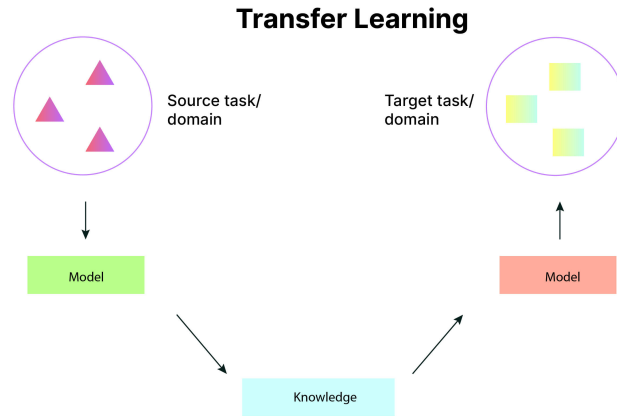 Transfer Learning
Source task/
domain
Target task/
domain
Model
Model
Knowledge